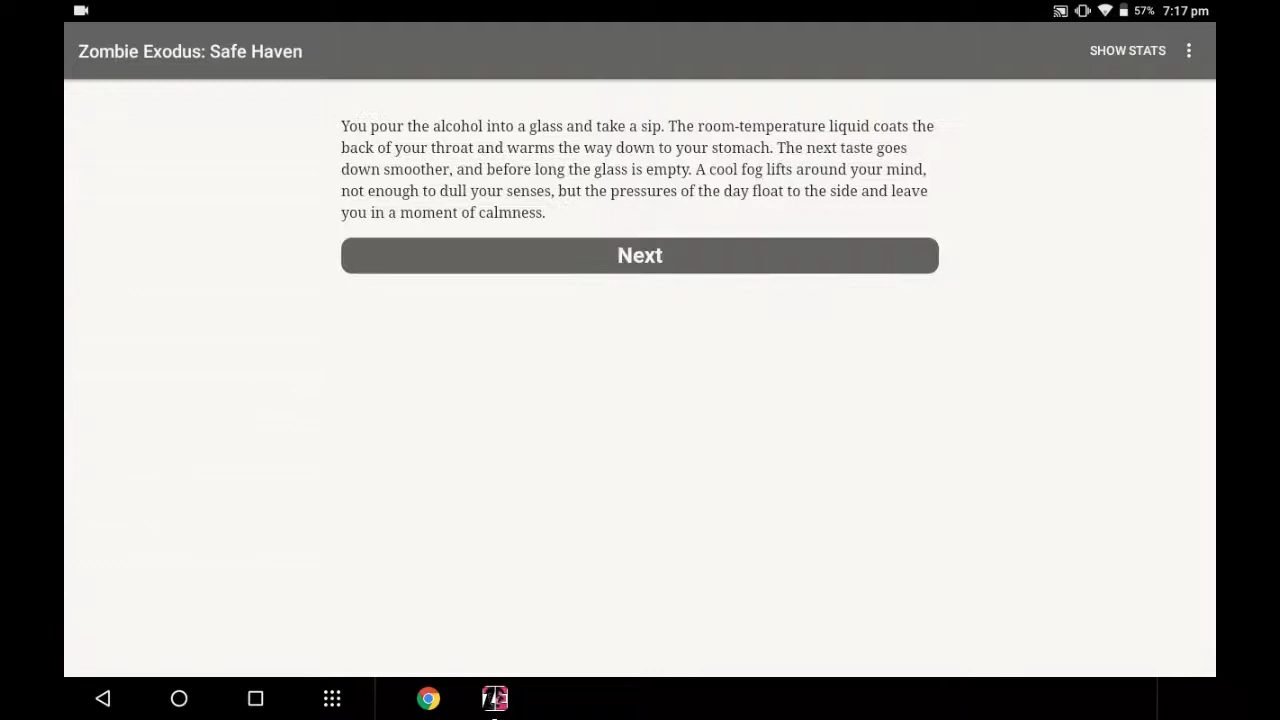 57% 7:17 pm
Zombie Exodus: Safe Haven
SHOW STATS
You pour the alcohol into a glass and take a sip. The room-temperature liquid coats the
back of your throat and warms the way down to your stomach. The next taste goes
down smoother, and before long the glass is empty. A cool fog lifts around your mind,
not enough to dull your senses, but the pressures of the day float to the side and leave
you in a moment of calmness.
Next
ZE